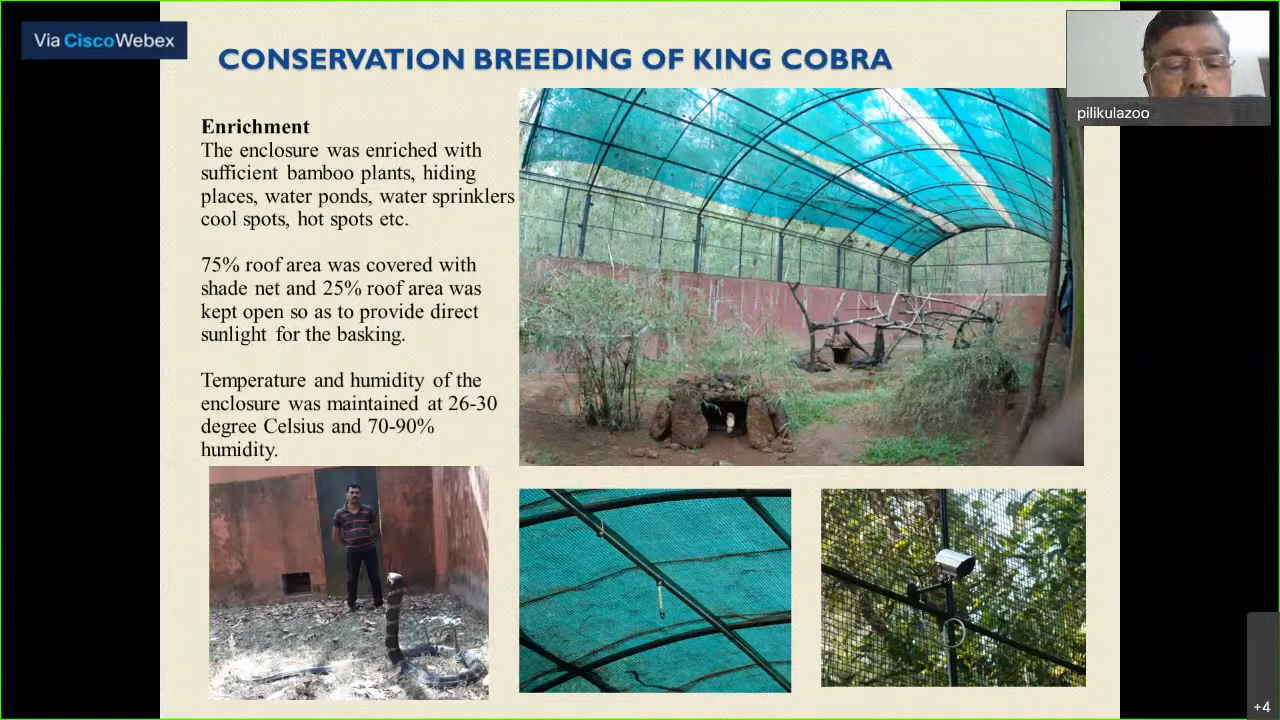 Via CiscoWebex
CONSERVATION BREEDING OF KING COBRA
pilikulazoo
Enrichment
The enclosure was enriched with
sufficient bamboo plants, hiding
places, water ponds, water sprinklers
cool spots, hot spots etc.
75% roof area was covered with
shade net and 25% roof area was
kept open so as to provide direct
sunlight for the basking.
Temperature and humidity of the
enclosure was maintained at 26-30
degree Celsius and 70-90%
humidity.
+4